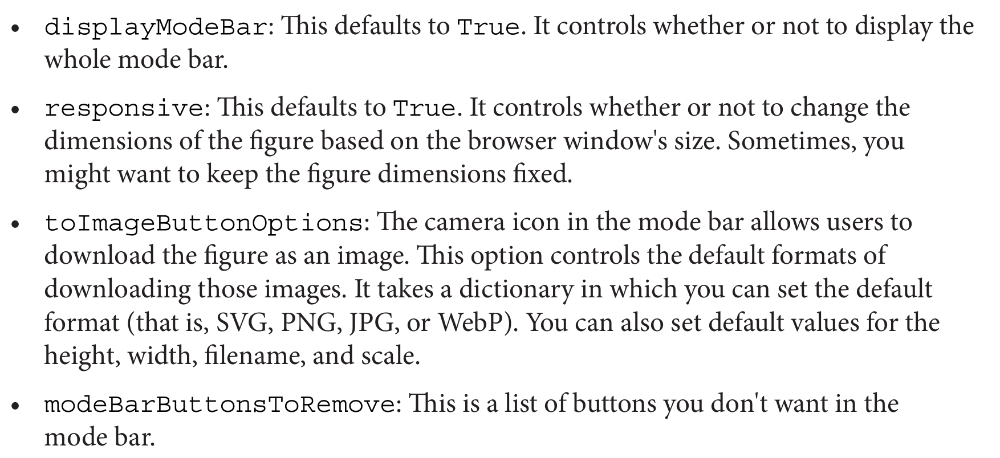 • displayModeBar: This defaults to True. It controls whether or not to display the
whole mode bar.
• responsive: This defaults to True. It controls whether or not to change the
dimensions of the figure based on the browser window's size. Sometimes, you
might want to keep the figure dimensions fixed.
• toImageButtonOptions: The camera icon in the mode bar allows users to
download the figure as an image. This option controls the default formats of
downloading those images. It takes a dictionary in which you can set the default
format (that is, SVG, PNG, JPG, or WebP). You can also set default values for the
height, width, filename, and scale.
• modeBarButtonsToRemove: This is a list of buttons you don't want in the
mode bar.